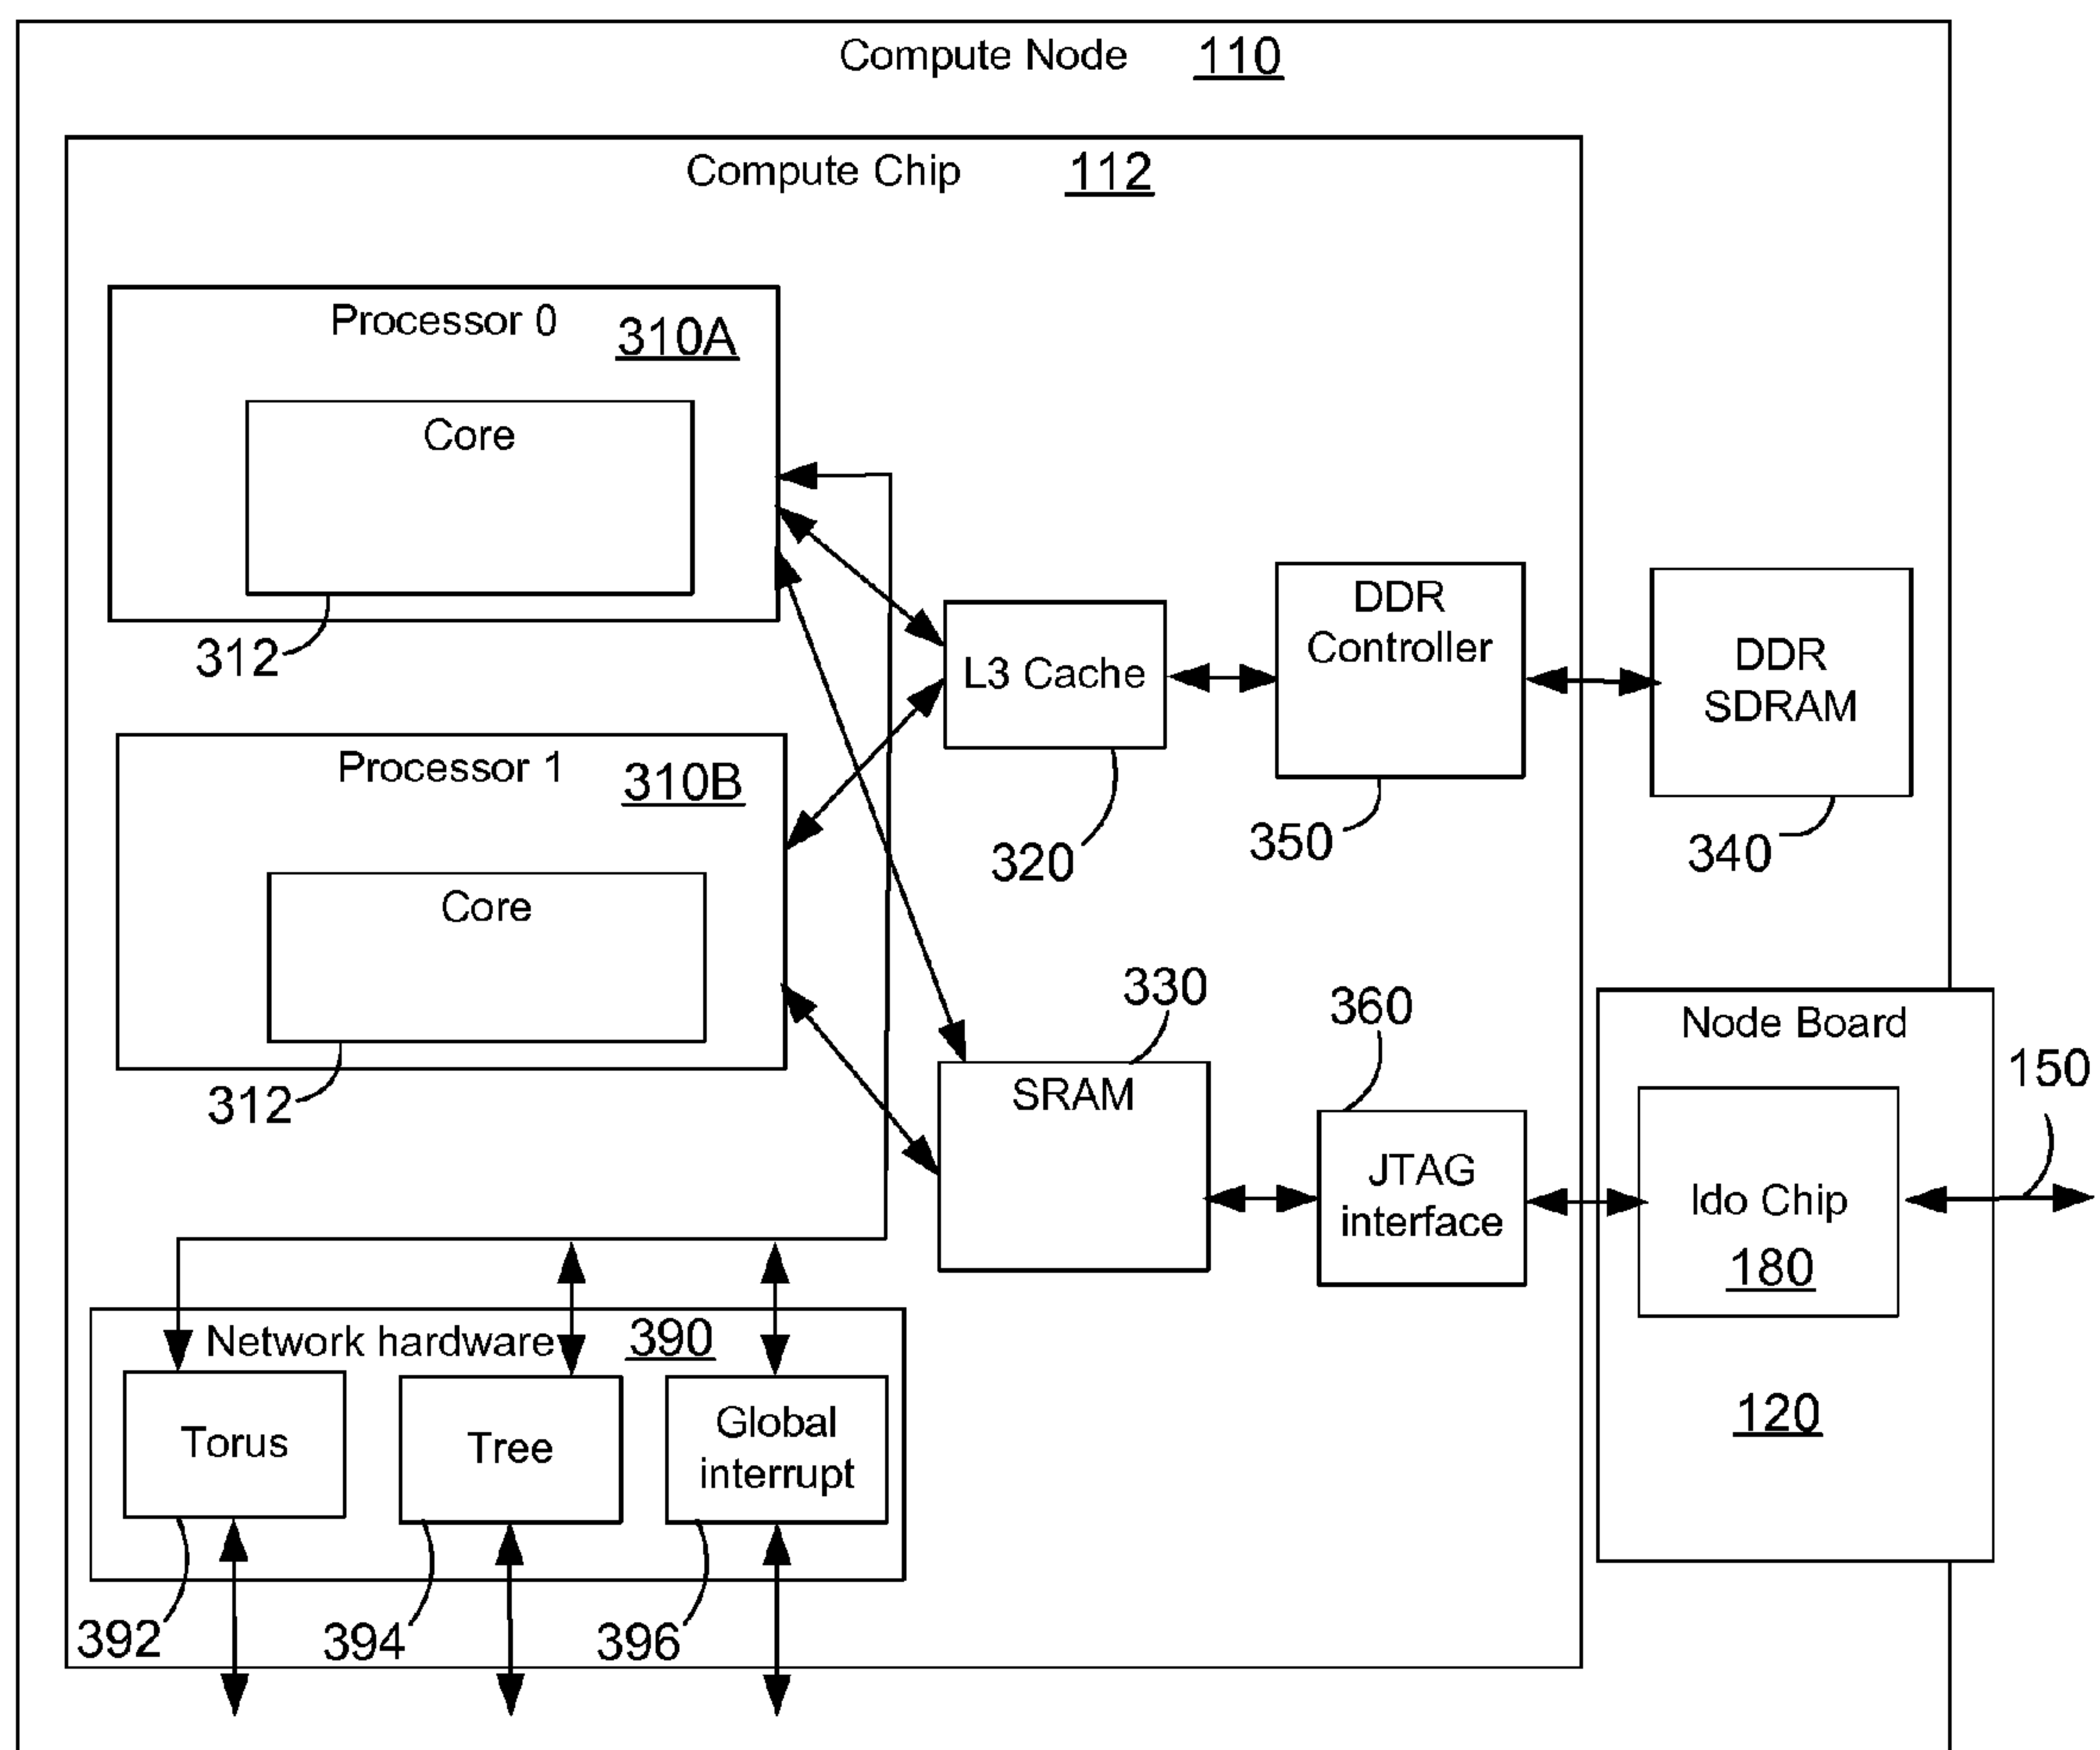 Compute Node 110
Compute Chip 112
Processor 0 310A
Core
312
Processor 1 310B
Core
312
L3 Cache
320
DDR
Controller
350
DDR
SDRAM
340
330
SRAM
360
JTAG
interface
Node Board
150
Ido Chip
180
120
Network hardware 390
Torus
Tree
Global
interrupt
392
394
396